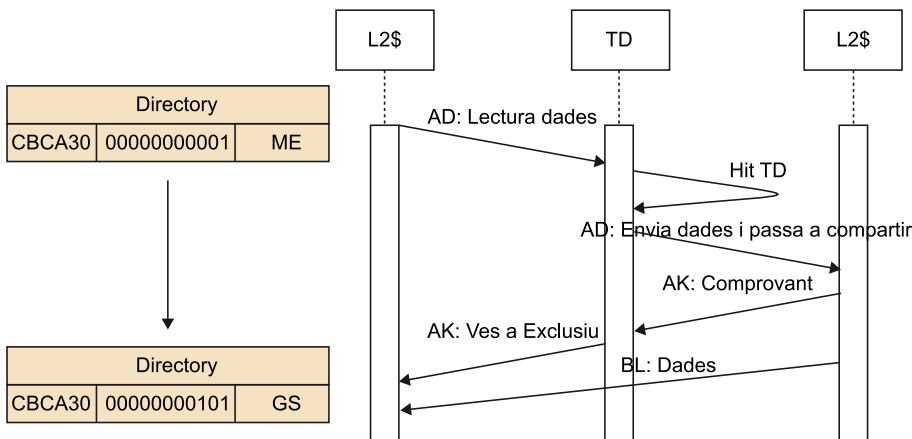 L2$ TD L2$
Directory
CBCA30 00000000001 ME
AD: Lectura dades
Hit TD
AD: Envia dades i passa a compartir
AK: Comprovant
AK: Ves a Exclusiu
BL: Dades
Directory
CBCA30 00000000101 GS